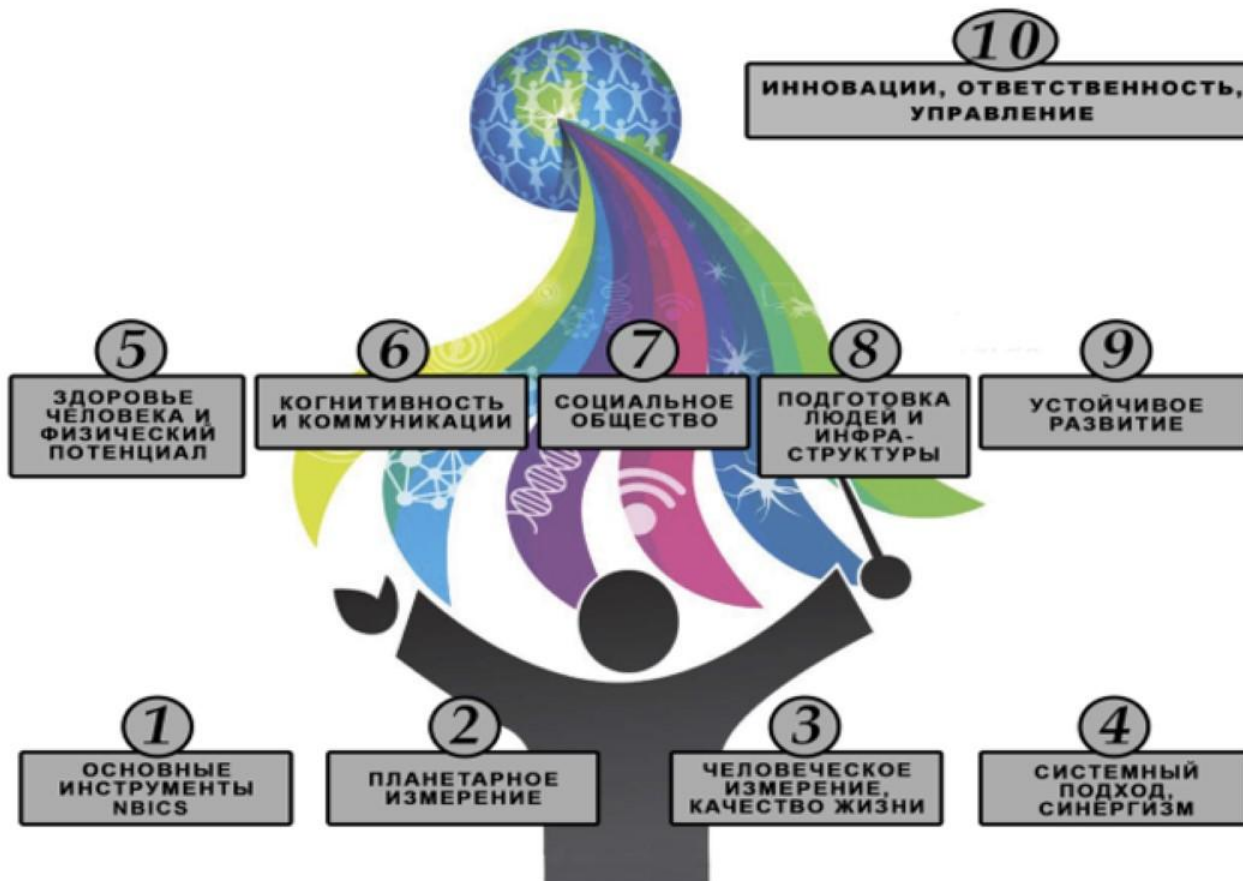 10
ИННОВАЦИИ, ОТВЕТСТВЕННОСТЬ,
УПРАВЛЕНИЕ
5
ЗДОРОВЬЕ
ЧЕЛОВЕКА И
ФИЗИЧЕСКИЙ
ПОТЕНЦИАЛ
6
КОГНИТИВНОСТЬ
И КОММУНИКАЦИИ
7
СОЦИАЛЬНОЕ
ОБЩЕСТВО
8
ПОДГОТОВКА
ЛЮДЕЙ И
ИНФРА-
СТРУКТУРЫ
9
УСТОЙЧИВОЕ
РАЗВИТИЕ
1
ОСНОВНЫЕ
ИНСТРУМЕНТЫ
NBICS
2
ПЛАНЕТАРНОЕ
ИЗМЕРЕНИЕ
3
ЧЕЛОВЕЧЕСКОЕ
ИЗМЕРЕНИЕ,
КАЧЕСТВО ЖИЗНИ
4
СИСТЕМНЫЙ
ПОДХОД,
СИНЕРГИЗМ